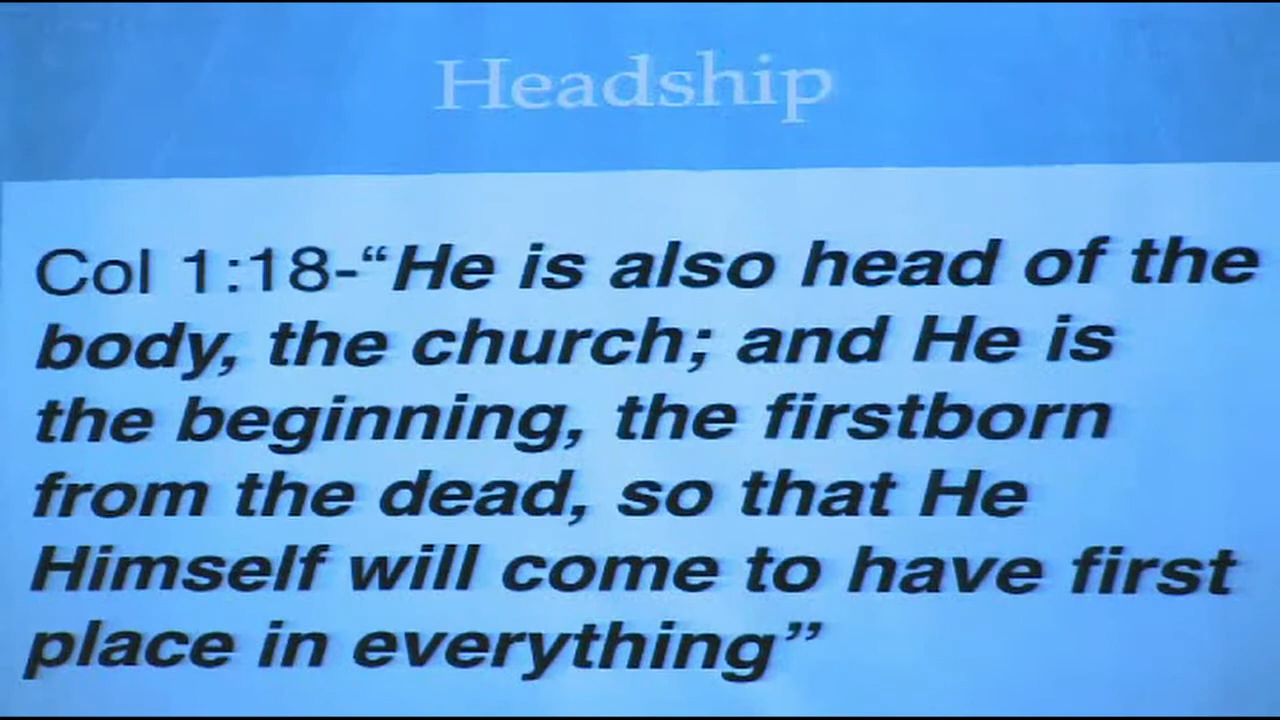 Headship
Col 1:18-“He is also head of the
body, the church; and He is
the beginning, the firstborn
from the dead, so that He
Himself will come to have first
place in everything”